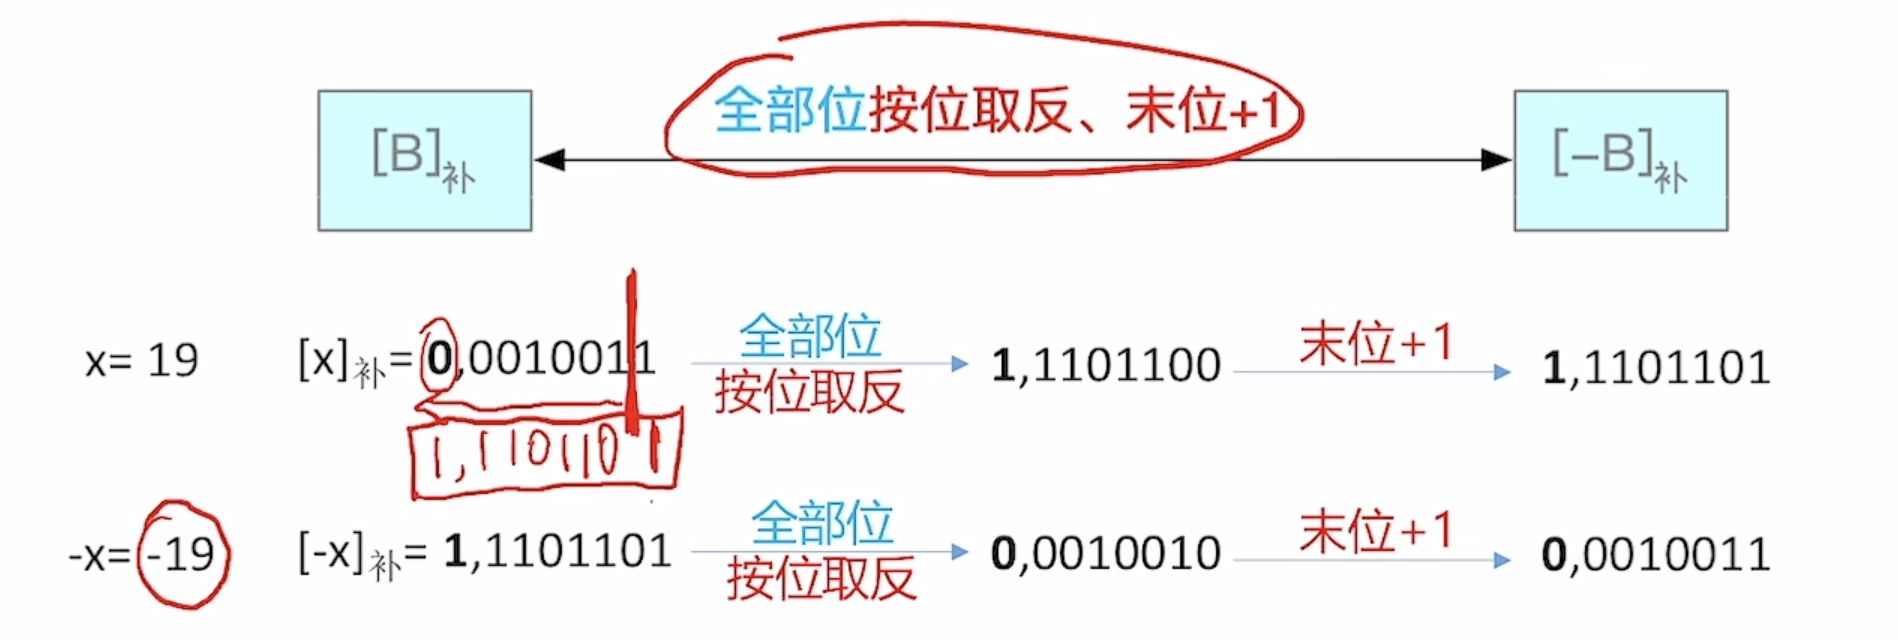 全部位按位取反、末位+1
[B]补
[−B]补
x= 19 [x]补= 0,0010011 全部位 按位取反 1,1101100 末位+1 1,1101101
1,1101101
-x= -19 [-x]补= 1,1101101 全部位 按位取反 0,0010010 末位+1 0,0010011